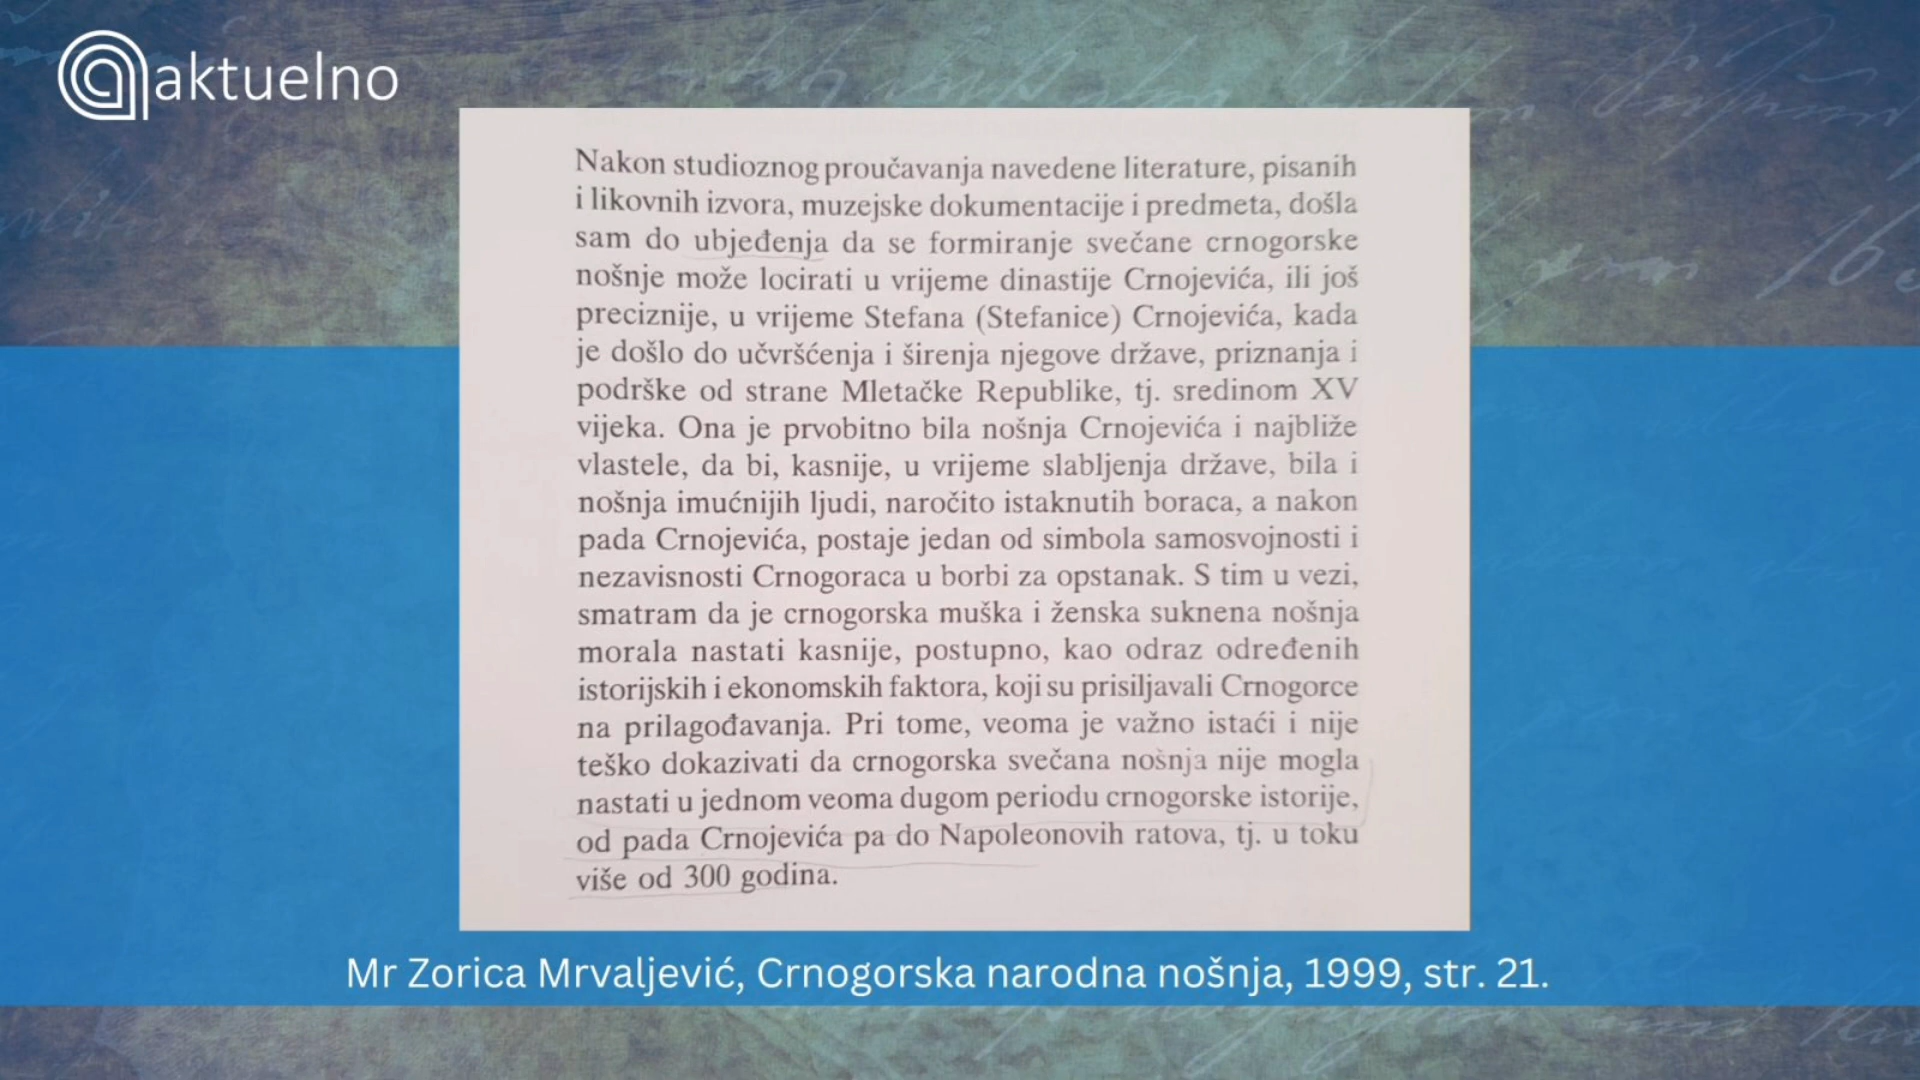 aktuelno
Nakon studioznog proučavanja navedene literature, pisanih
i likovnih izvora, muzejske dokumentacije i predmeta, došla
sam do ubjeđenja da se formiranje svečane crnogorske
nošnje može locirati u vrijeme dinastije Crnojevića, ili još
preciznije, u vrijeme Stefana (Stefanice) Crnojevića, kada
je došlo do učvršćenja i širenja njegove države, priznanja i
podrške od strane Mletačke Republike, tj. sredinom XV
vijeka. Ona je prvobitno bila nošnja Crnojevića i najbliže
vlastele, da bi, kasnije, u vrijeme slabljenja države, bila i
nošnja imućnijih ljudi, naročito istaknutih boraca, a nakon
pada Crnojevića, postaje jedan od simbola samosvojnosti i
nezavisnosti Crnogoraca u borbi za opstanak. S tim u vezi,
smatram da je crnogorska muška i ženska suknena nošnja
morala nastati kasnije, postupno, kao odraz određenih
istorijskih i ekonomskih faktora, koji su prisiljavali Crnogorce
na prilagođavanja. Pri tome, veoma je važno istaći i nije
teško dokazivati da crnogorska svečana nošnja nije mogla
nastati u jednom veoma dugom periodu crnogorske istorije,
od pada Crnojevića pa do Napoleonovih ratova, tj. u toku
više od 300 godina.
Mr Zorica Mrvaljević, Crnogorska narodna nošnja, 1999, str. 21.